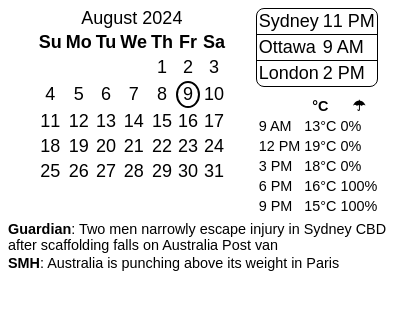 August 2024
Su Mo Tu We Th Fr Sa
1 2 3
4 5 6 7 8 9 10
11 12 13 14 15 16 17
18 19 20 21 22 23 24
25 26 27 28 29 30 31
Sydney 11 PM
Ottawa 9 AM
London 2 PM
°C ☂
9 AM 13°C 0%
12 PM 19°C 0%
3 PM 18°C 0%
6 PM 16°C 100%
9 PM 15°C 100%
Guardian: Two men narrowly escape injury in Sydney CBD
after scaffolding falls on Australia Post van
SMH: Australia is punching above its weight in Paris